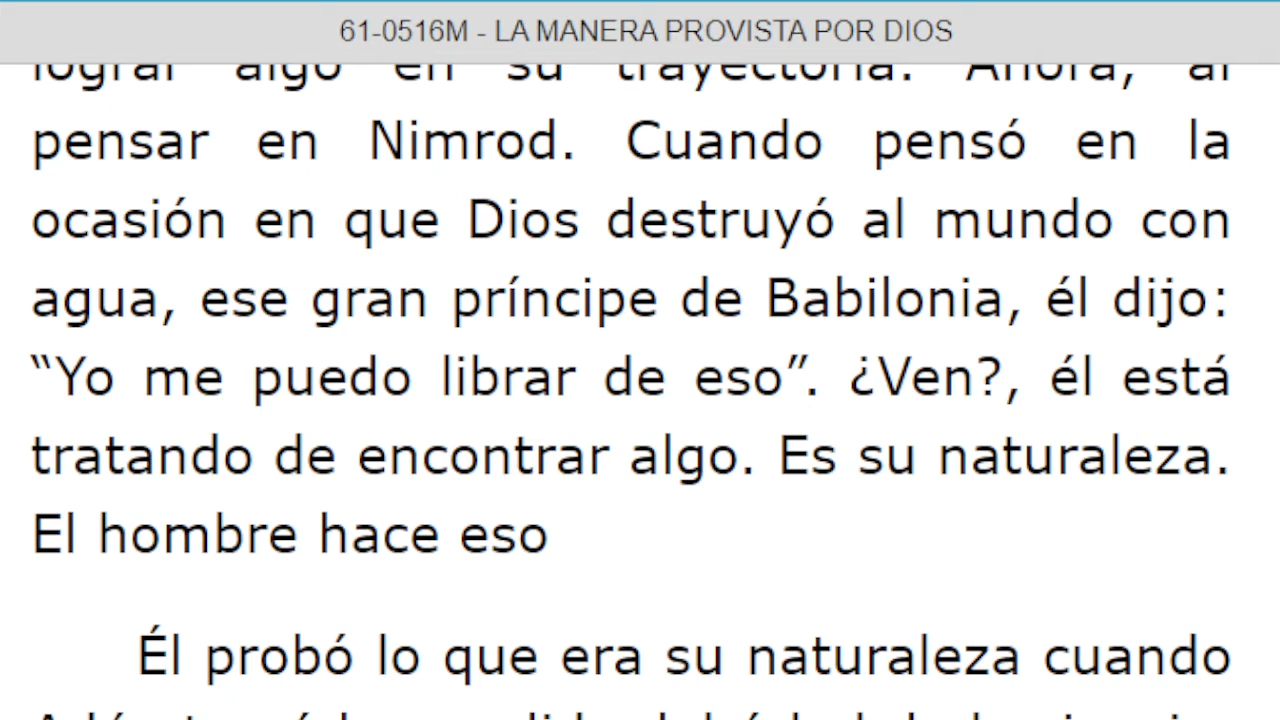 61-0516M - LA MANERA PROVISTA POR DIOS
lograr algo en su trayectoria. Ahora, al
pensar en Nimrod. Cuando pensó en la
ocasión en que Dios destruyó al mundo con
agua, ese gran príncipe de Babilonia, él dijo:
“Yo me puedo librar de eso”. ¿Ven?, él está
tratando de encontrar algo. Es su naturaleza.
El hombre hace eso
Él probó lo que era su naturaleza cuando